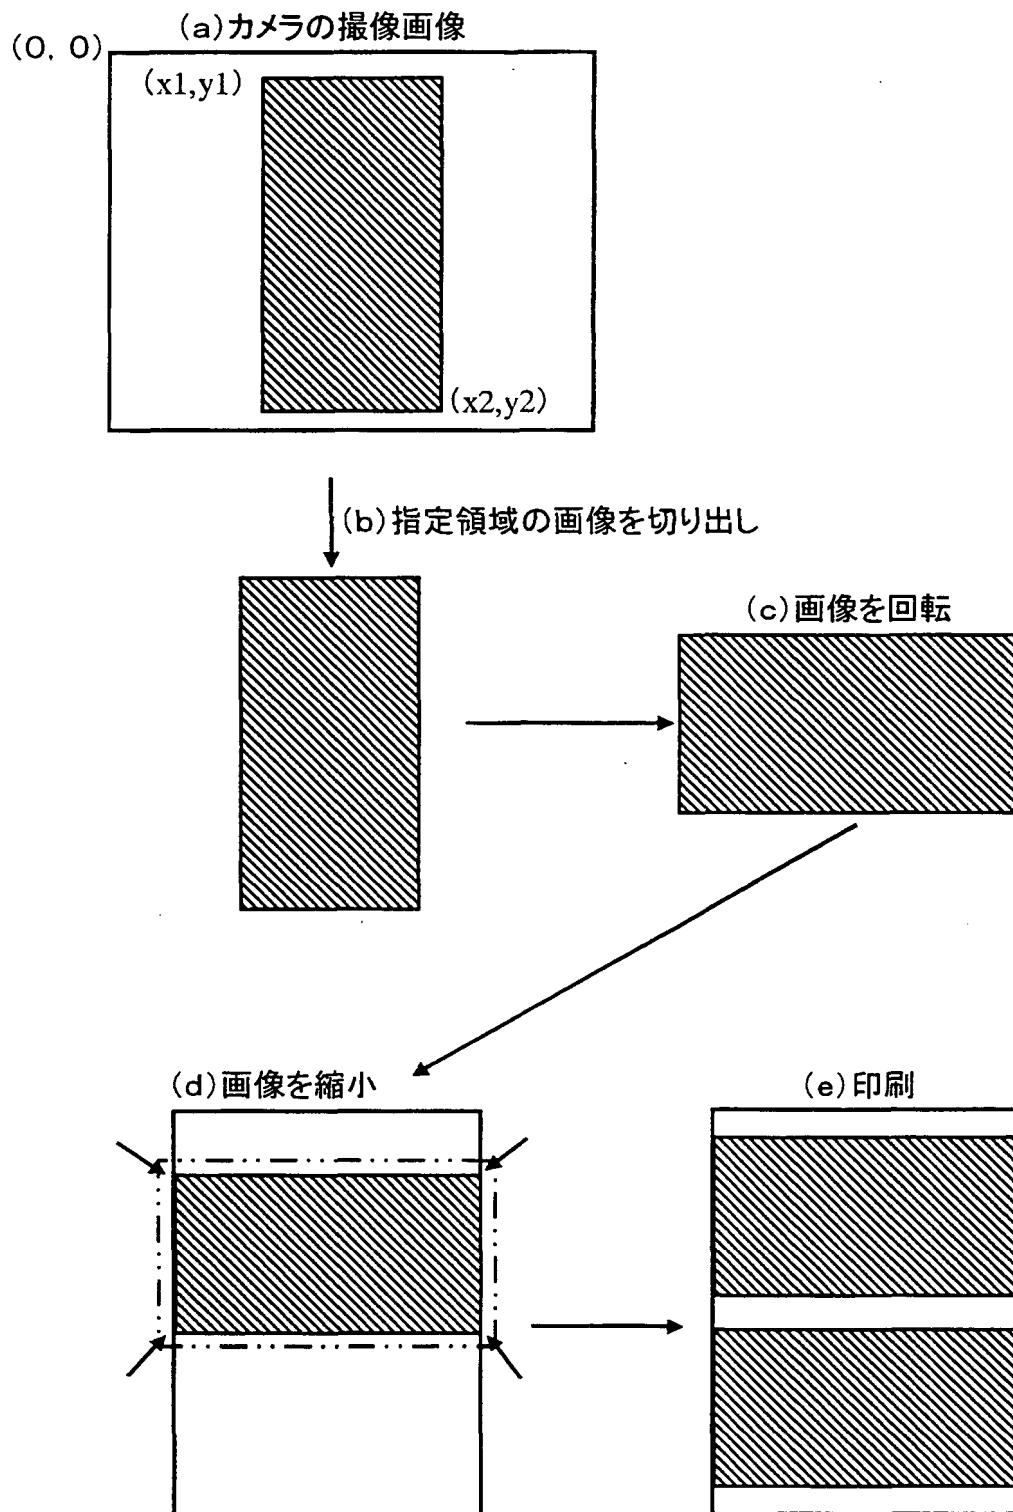 (a)カメラの撮像画像
(0, 0)
(x1,y1)
(x2,y2)
(b)指定領域の画像を切り出し
(c)画像を回転
(d)画像を縮小
(e)印刷